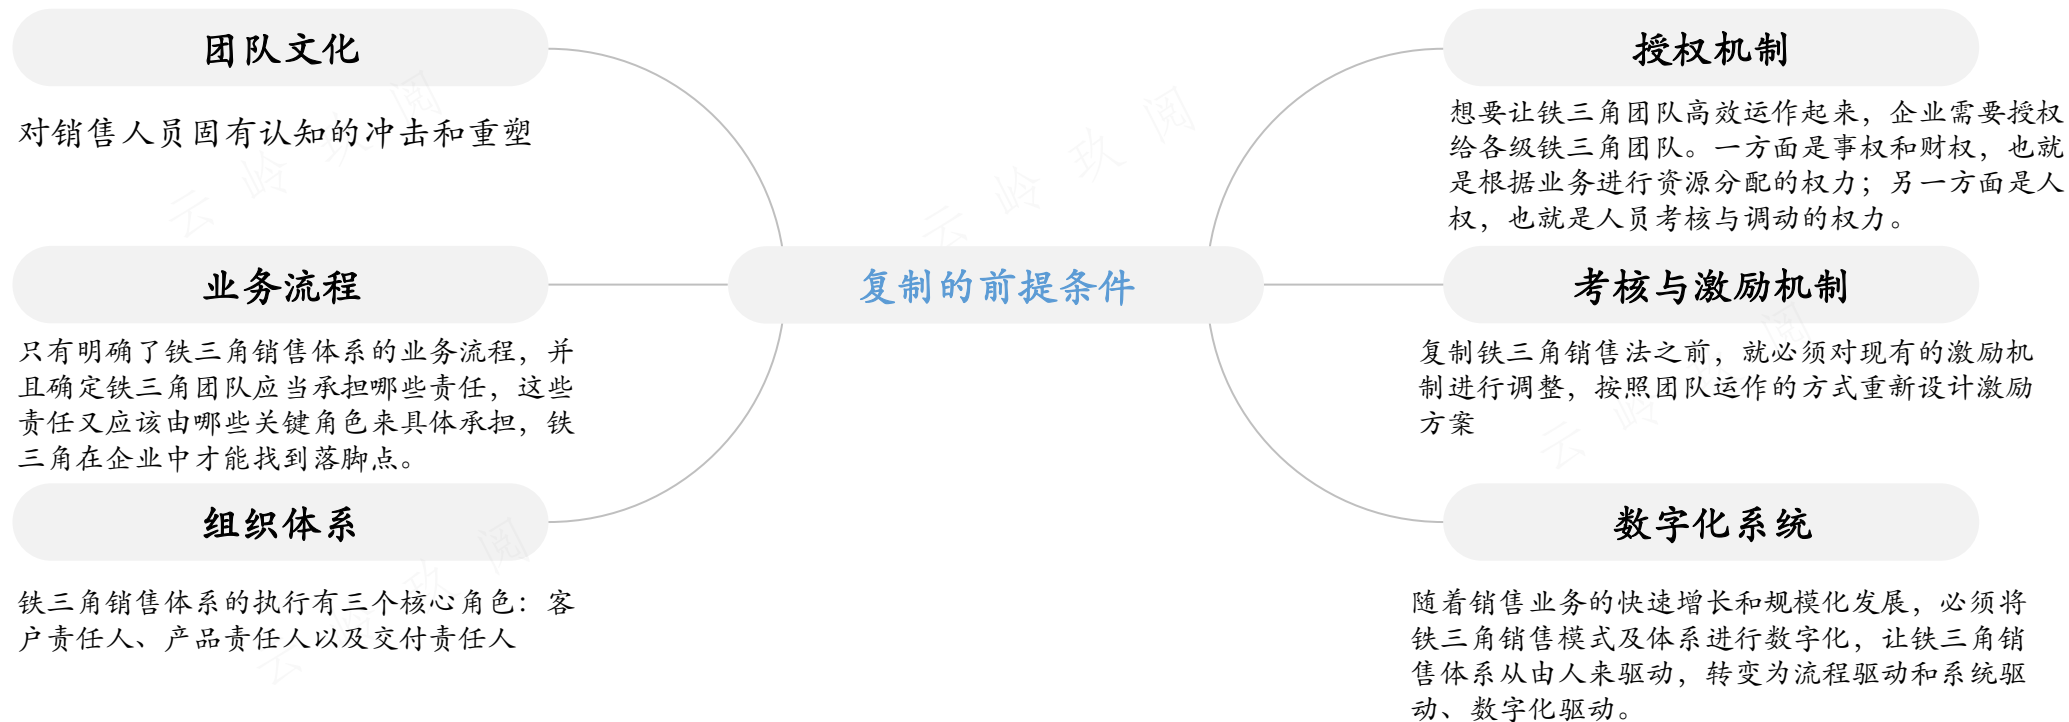 团队文化
对销售人员固有认知的冲击和重塑
业务流程
只有明确了铁三角销售体系的业务流程，并
且确定铁三角团队应当承担哪些责任，这些
责任又应该由哪些关键角色来具体承担，铁
三角在企业中才能找到落脚点。
组织体系
铁三角销售体系的执行有三个核心角色：客
户责任人、产品责任人以及交付责任人
复制的前提条件
授权机制
想要让铁三角团队高效运作起来，企业需要授权
给各级铁三角团队。一方面是事权和财权，也就
是根据业务进行资源分配的权力；另一方面是人
权，也就是人员考核与调动的权力。
考核与激励机制
复制铁三角销售法之前，就必须对现有的激励机
制进行调整，按照团队运作的方式重新设计激励
方案
数字化系统
随着销售业务的快速增长和规模化发展，必须将
铁三角销售模式及体系进行数字化，让铁三角销
售体系从由人来驱动，转变为流程驱动和系统驱
动、数字化驱动。
云岭玖阅
云岭玖阅
云岭玖阅
云岭玖阅